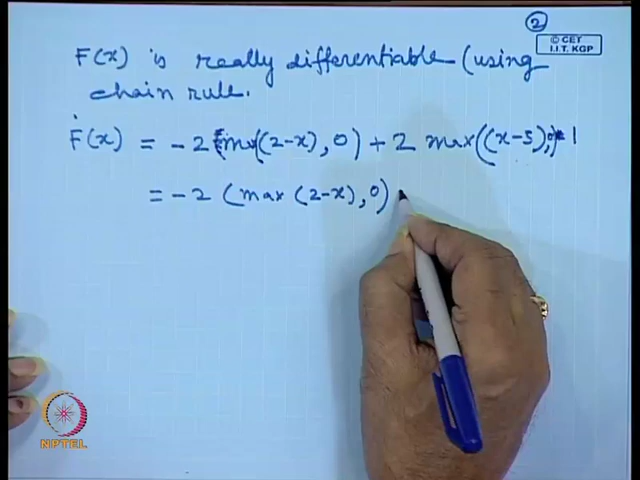 2
© CET
I.I.T. KGP
F(x) is really differentiable (using
chain rule.
Ḟ(x) = -2 (max((2-x), 0) + 2 max((x-5), 0)* 1
= -2 (max (2-x), 0)
NPTEL